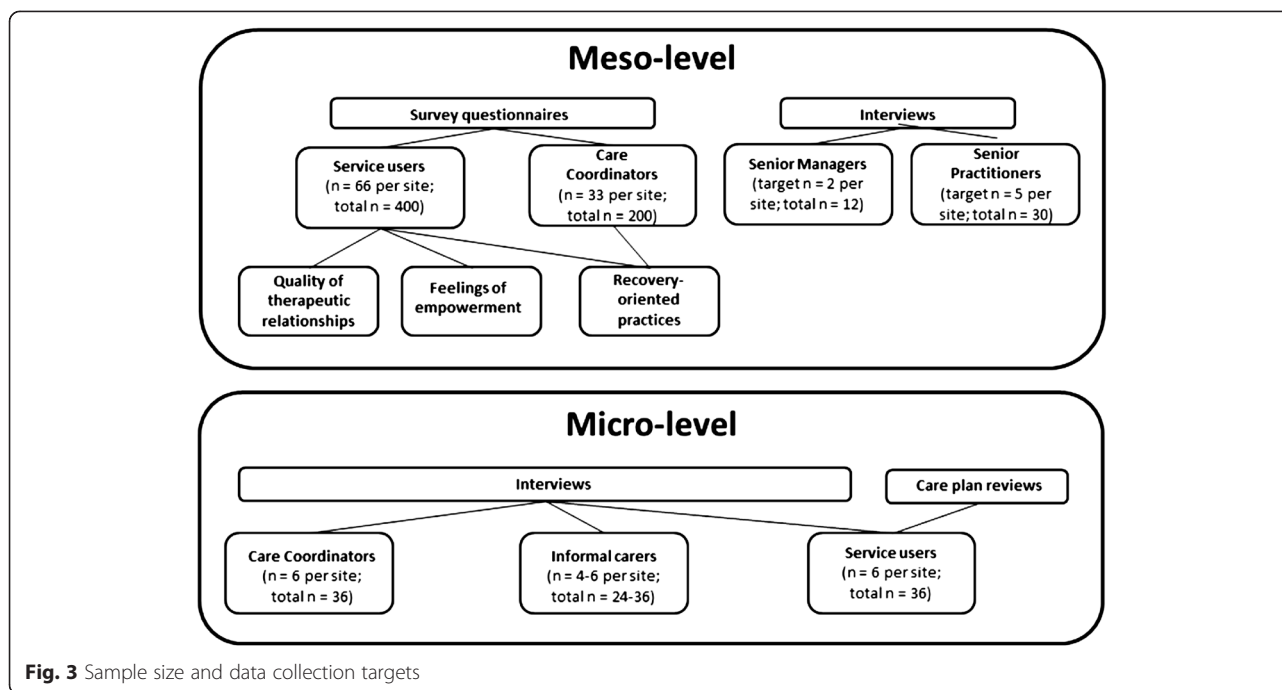 Meso-level
Survey questionnaires
Interviews
Service users
(n = 66 per site;
total n = 400)
Care
Coordinators
(n = 33 per site;
total n = 200)
Senior Managers
(target n = 2 per
site; total n = 12)
Senior
Practitioners
(target n = 5 per
site; total n = 30)
Quality of
therapeutic
relationships
Feelings of
empowerment
Recovery-
oriented
practices
Micro-level
Interviews
Care plan reviews
Care Coordinators
(n = 6 per site;
total n = 36)
Informal carers
(n = 4-6 per site;
total n = 24-36)
Service users
(n = 6 per site;
total n = 36)
Fig. 3 Sample size and data collection targets